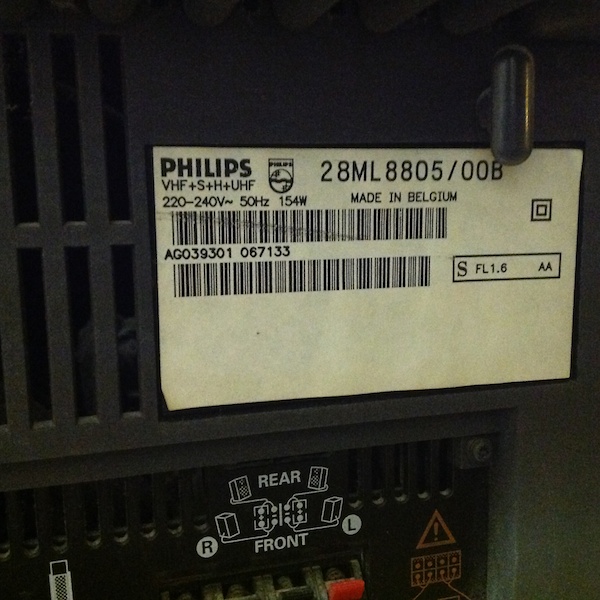 PHILIPS PHILIPS 28ML8805/00B
VHF+S+H+UHF
220-240V~ 50Hz 154W MADE IN BELGIUM
AG039301 067133
S FL1.6 AA
REAR
R L
FRONT